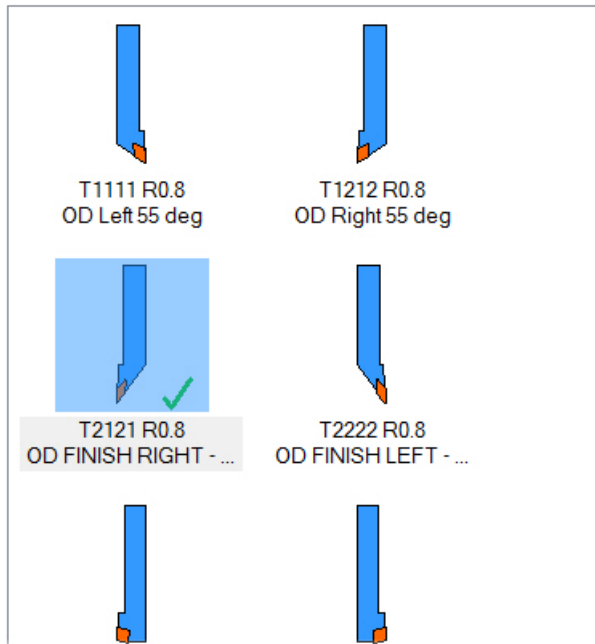 T1111 R0.8
OD Left 55 deg
T1212 R0.8
OD Right 55 deg
T2121 R0.8
OD FINISH RIGHT - ...
T2222 R0.8
OD FINISH LEFT - ...